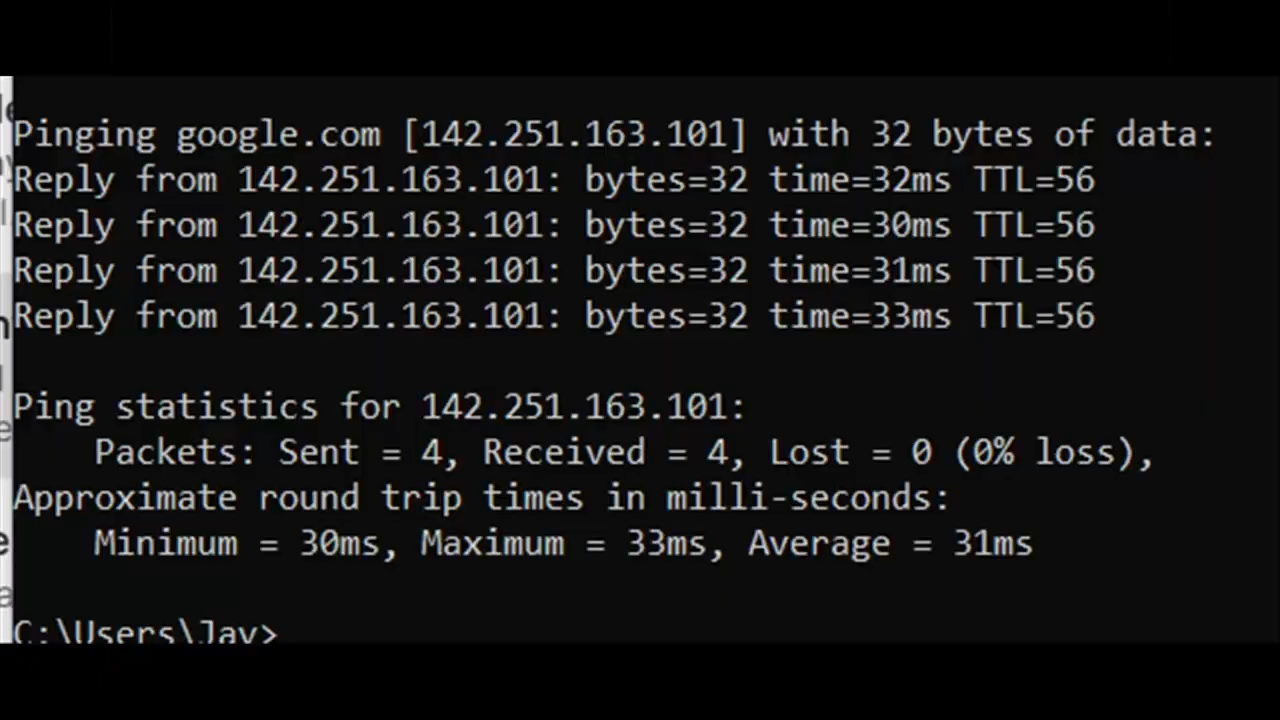 Pinging google.com [142.251.163.101] with 32 bytes of data:
Reply from 142.251.163.101: bytes=32 time=32ms TTL=56
Reply from 142.251.163.101: bytes=32 time=30ms TTL=56
Reply from 142.251.163.101: bytes=32 time=31ms TTL=56
Reply from 142.251.163.101: bytes=32 time=33ms TTL=56
Ping statistics for 142.251.163.101:
Packets: Sent = 4, Received = 4, Lost = 0 (0% loss),
Approximate round trip times in milli-seconds:
Minimum = 30ms, Maximum = 33ms, Average = 31ms
C:\Users\Jay>